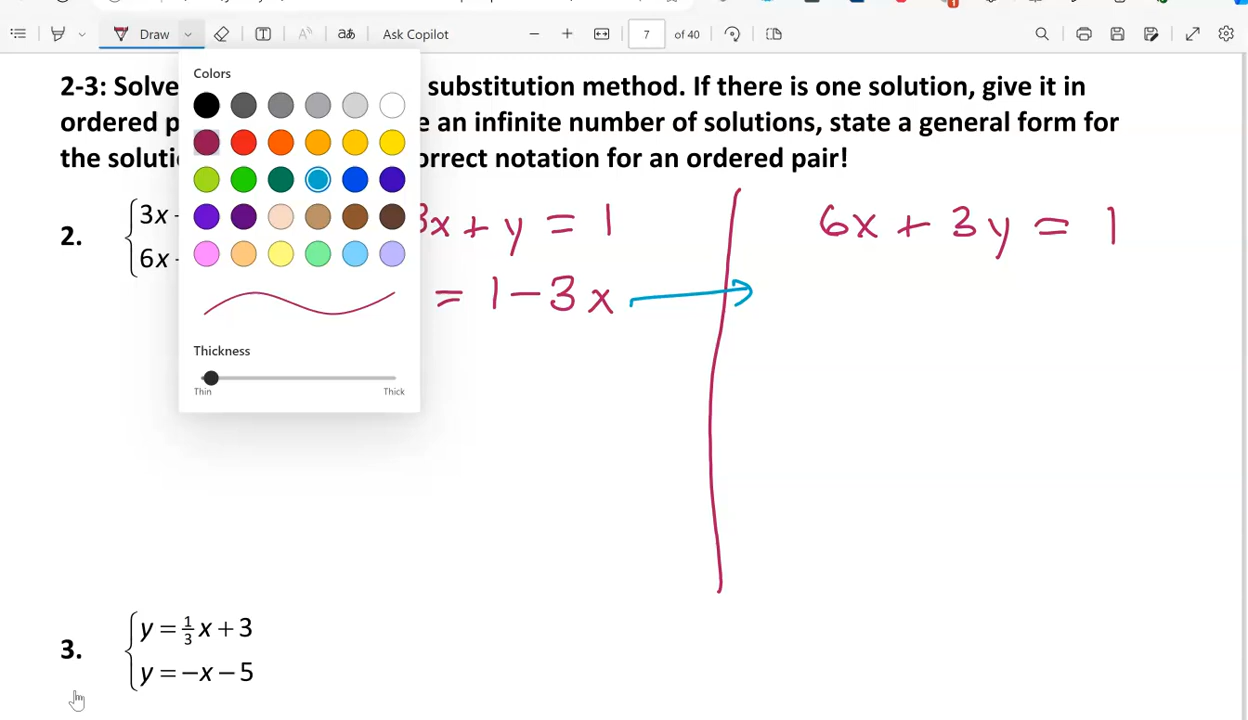 Draw
aあ
Ask Copilot
7
of 40
Colors
2-3: Solve substitution method. If there is one solution, give it in
ordered p e an infinite number of solutions, state a general form for
the soluti orrect notation for an ordered pair!
2.
3x -
6x -
3x + y = 1
= 1 - 3x
6x + 3y = 1
Thickness
Thin
Thick
3.
y = 1/3 x + 3
y = -x - 5